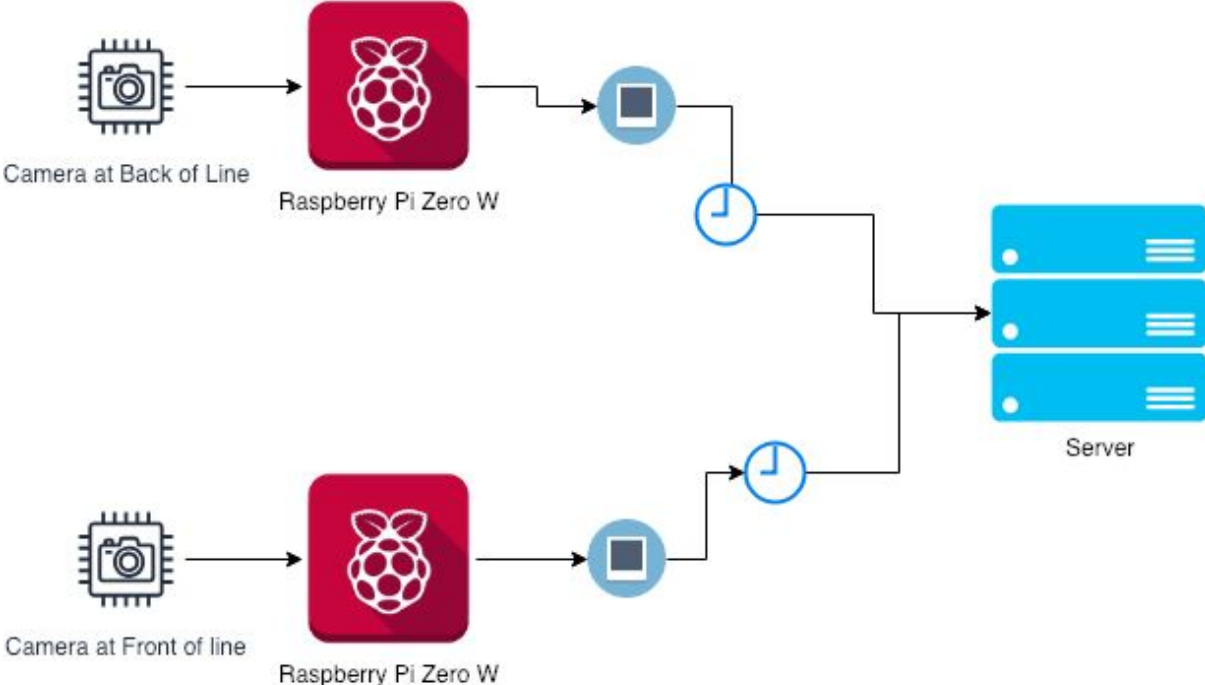 Camera at Back of Line
Raspberry Pi Zero W
Server
Camera at Front of line
Raspberry Pi Zero W